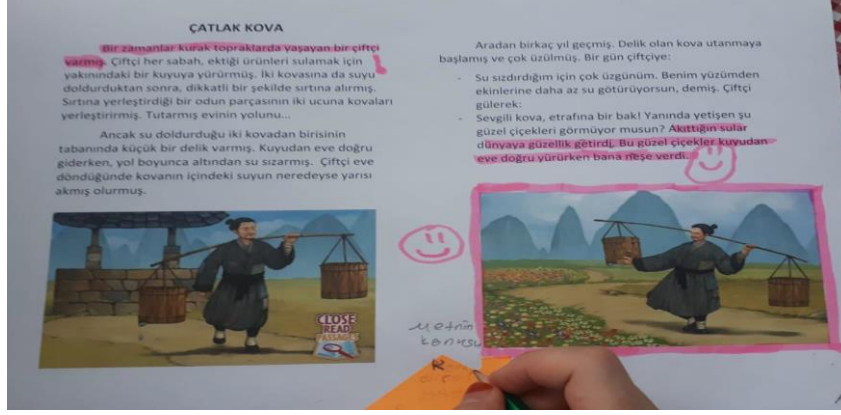 ÇATLAK KOVA
Bir zamanlar kurak topraklarda yaşayan bir çiftçi
varmış. Çiftçi her sabah, ektiği ürünleri sulamak için
yakınındaki bir kuyuya yürürmüş. İki kovasına da suyu
doldurduktan sonra, dikkatli bir şekilde sırtına alırmış.
Sırtına yerleştirdiği bir odun parçasının iki ucuna kovaları
yerleştirirmiş. Tutarmış evinin yolunu...
Ancak su doldurduğu iki kovadan birisinin
tabanında küçük bir delik varmış. Kuyudan eve doğru
giderken, yol boyunca altından su sızarmış. Çiftçi eve
döndüğünde kovanın içindeki suyun neredeyse yarısı
akmış olurmuş.
CLOSE
READ
PASSAGES
Aradan birkaç yıl geçmiş. Delik olan kova utanmaya
başlamış ve çok üzülmüş. Bir gün çiftçiye:
- Su sızdırdığım için çok üzgünüm. Benim yüzümden
ekinlerine daha az su götürüyorsun, demiş. Çiftçi
gülerek:
- Sevgili kova, etrafına bir bak! Yanında yetişen şu
güzel çiçekleri görmüyor musun? Akıttığın sular
dünyaya güzellik getirdi. Bu güzel çiçekler kuyudan
eve doğru yürürken bana neşe verdi.
Metnin
konusu